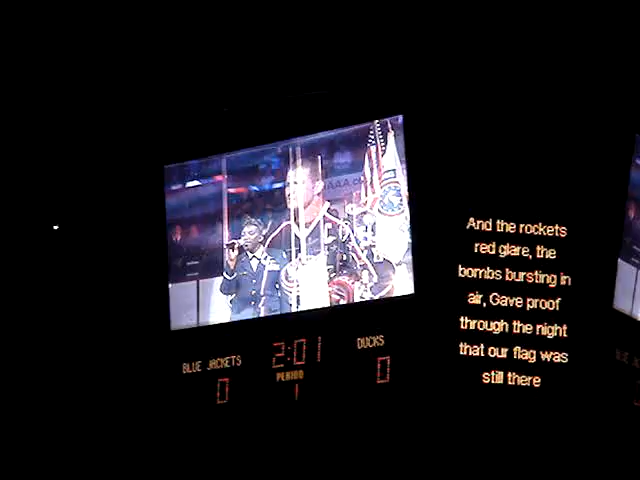 AAA.c
BLUE JACKETS
2:01
DUCKS
0
PERIOD
1
0
And the rockets
red glare, the
bombs bursting in
air, Gave proof
through the night
that our flag was
still there